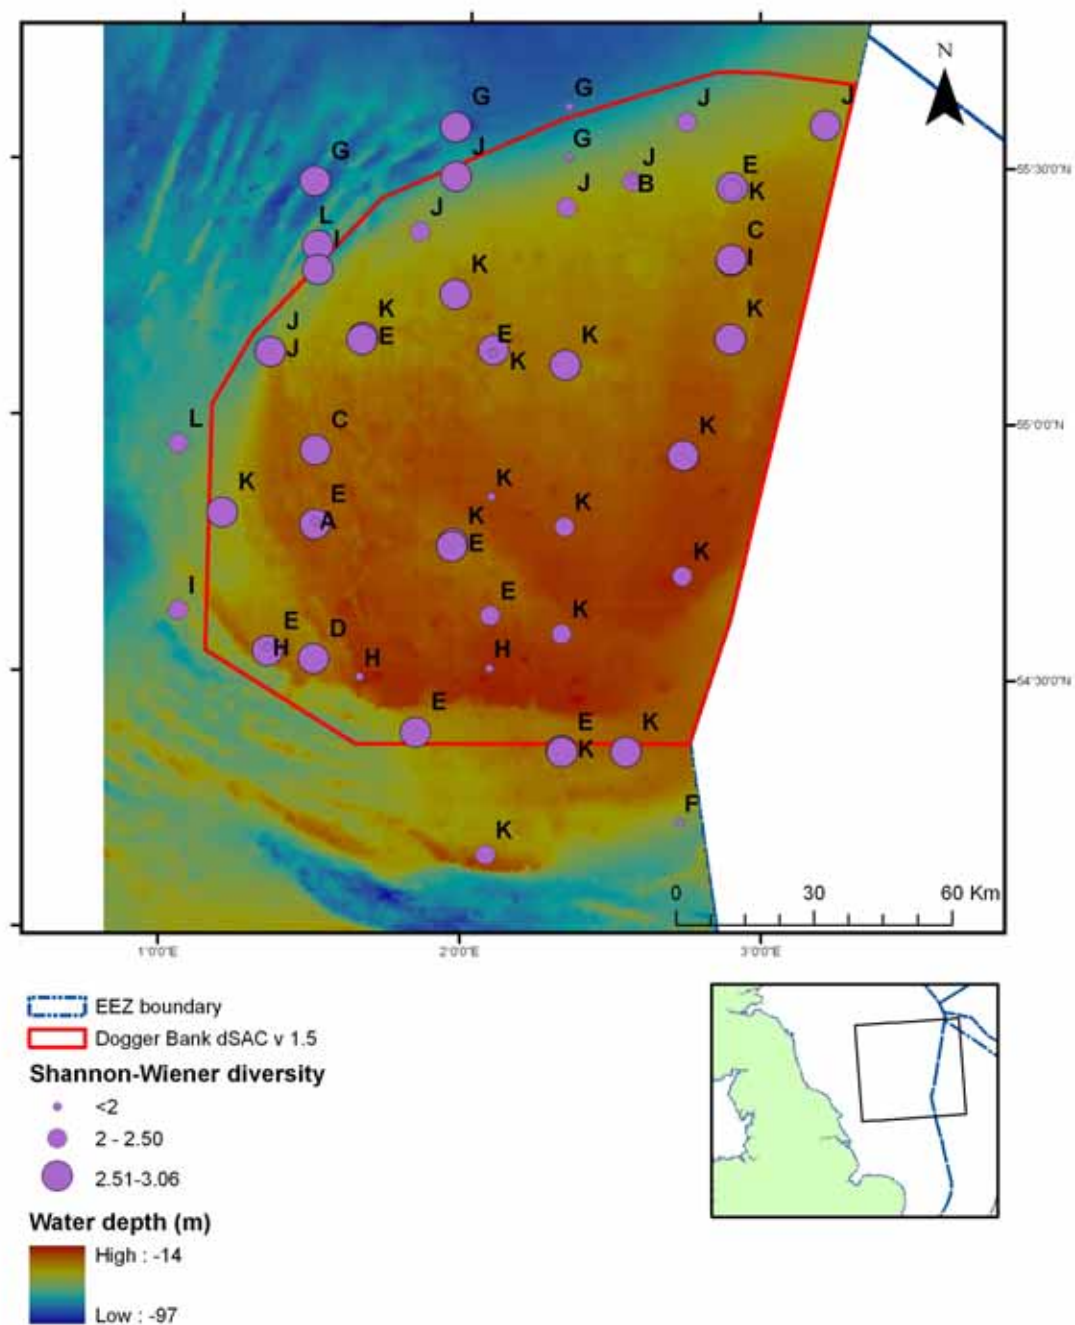 N
G
G
J
J
G
J
G
J
E
B
K
J
J
L
I
C
I
K
K
K
J
J
E
E
K
K
L
C
K
K
K
E
A
K
K
K
E
K
I
E
K
E
H
D
H
H
E
E
K
K
F
K
55°30'0"N
55°0'0"N
54°30'0"N
0 30 60 Km
1°0'0"E 2°0'0"E 3°0'0"E
EEZ boundary
Dogger Bank dSAC v 1.5
Shannon-Wiener diversity
<2
2 - 2.50
2.51-3.06
Water depth (m)
High : -14
Low : -97